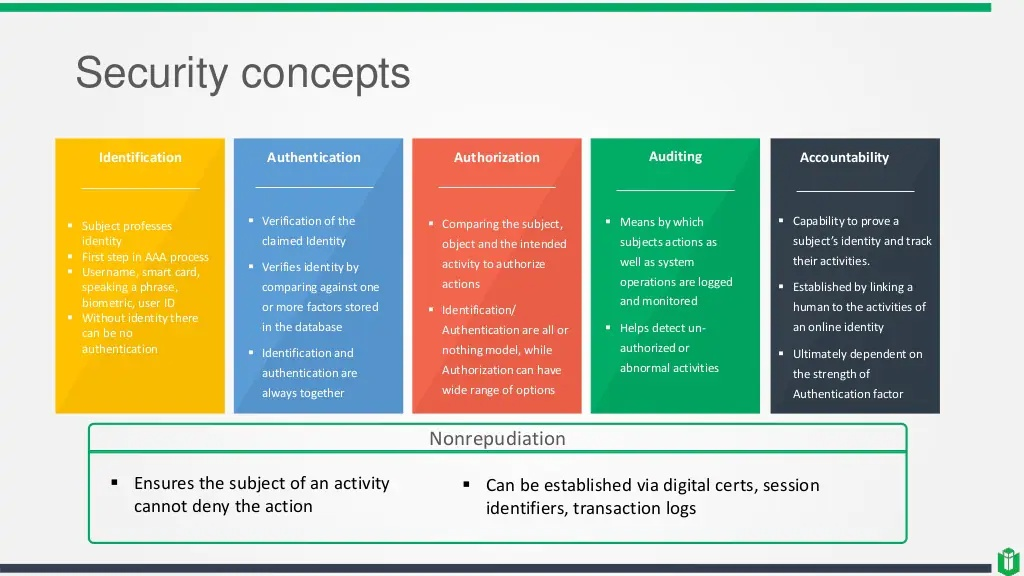 Security concepts
Identification
▪ Subject professes
identity
▪ First step in AAA process
▪ Username, smart card,
speaking a phrase,
biometric, user ID
▪ Without identity there
can be no
authentication
Authentication
▪ Verification of the
claimed Identity
▪ Verifies identity by
comparing against one
or more factors stored
in the database
▪ Identification and
authentication are
always together
Authorization
▪ Comparing the subject,
object and the intended
activity to authorize
actions
▪ Identification/
Authentication are all or
nothing model, while
Authorization can have
wide range of options
Auditing
▪ Means by which
subjects actions as
well as system
operations are logged
and monitored
▪ Helps detect un-
authorized or
abnormal activities
Accountability
▪ Capability to prove a
subject's identity and track
their activities.
▪ Established by linking a
human to the activities of
an online identity
▪ Ultimately dependent on
the strength of
Authentication factor
Nonrepudiation
▪ Ensures the subject of an activity
cannot deny the action
▪ Can be established via digital certs, session
identifiers, transaction logs